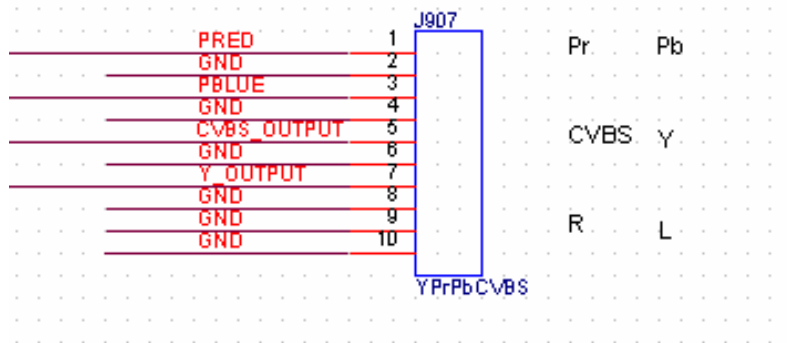 J907
PRED 1 Pr Pb
GND 2
PBLUE 3
GND 4
CVBS_OUTPUT 5 CVBS Y
GND 6
Y_OUTPUT 7
GND 8
GND 9 R L
GND 10
YPrPbCVBS